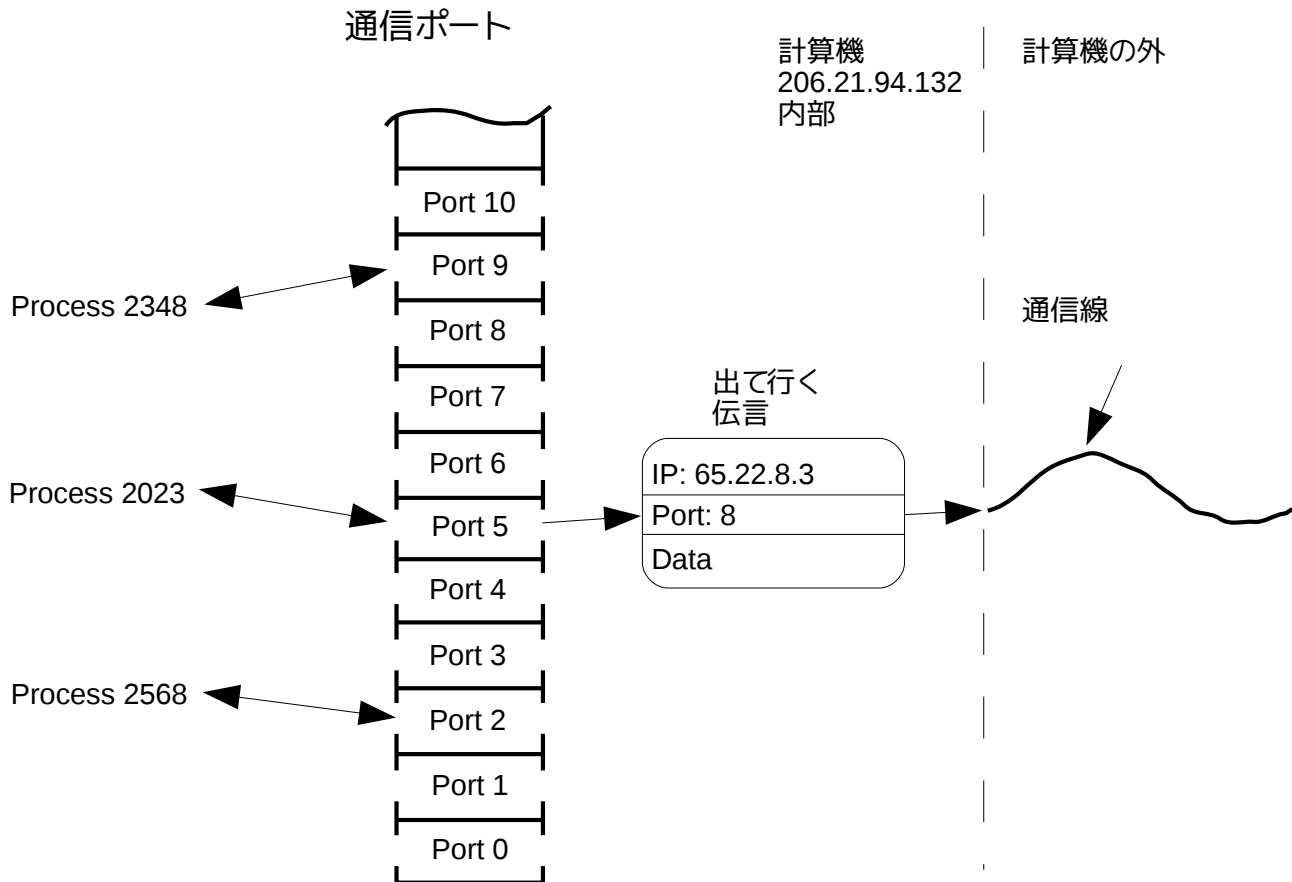 通信ポート
計算機
206.21.94.132
内部
計算機の外
Port 10
Port 9
Process 2348
通信線
Port 8
Port 7
出て行く
伝言
Port 6
IP: 65.22.8.3
Process 2023
Port 5
Port: 8
Data
Port 4
Port 3
Process 2568
Port 2
Port 1
Port 0